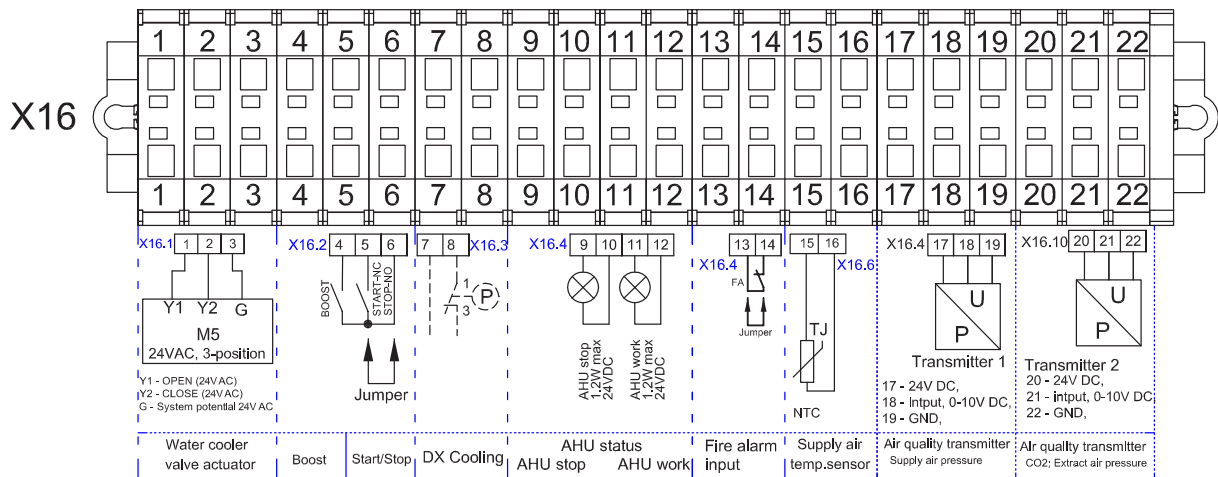 1 2 3 4 5 6 7 8 9 10 11 12 13 14 15 16 17 18 19 20 21 22
X16
1 2 3 4 5 6 7 8 9 10 11 12 13 14 15 16 17 18 19 20 21 22
X16.1 1 2 3
Y1 Y2 G
M5
24VAC, 3-position
Y1 - OPEN (24VAC)
Y2 - CLOSE (24VAC)
G - System potential 24VAC
Water cooler
valve actuator
X16.2 4 5 6
BOOST
START-NC
STOP-NO
Jumper
Boost
Start/Stop
7 8 X16.3
1
P
3
DX Cooling
X16.4 9 10 11 12
AHU stop
1.2W max
24VDC
AHU work
1.2W max
24VDC
AHU status
AHU stop AHU work
13 14
X16.4
FA
Jumper
Fire alarm
input
15 16
X16.6
TJ
NTC
Supply air
temp.sensor
X16.4 17 18 19
U
P
Transmitter 1
17 - 24V DC,
18 - Intput, 0-10V DC,
19 - GND,
Air quality transmitter
Supply air pressure
X16.10 20 21 22
U
P
Transmitter 2
20 - 24V DC,
21 - intput, 0-10V DC
22 - GND,
Air quality transmitter
CO2; Extract air pressure